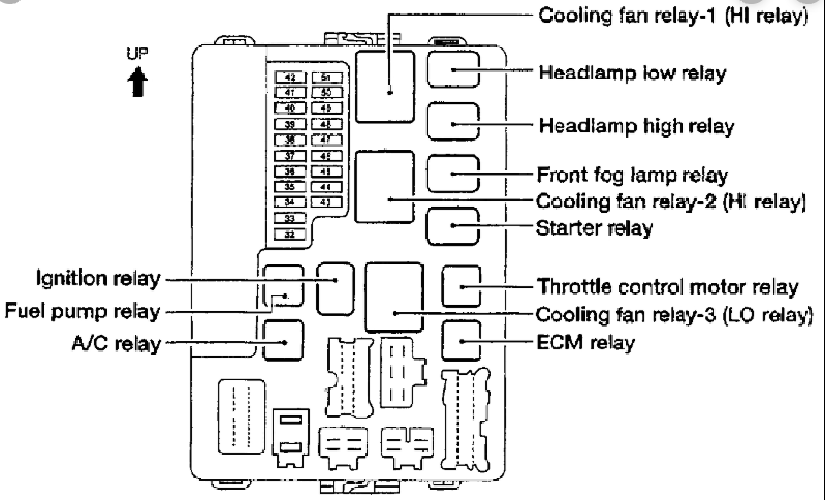 Cooling fan relay-1 (HI relay)
UP
Headlamp low relay
Headlamp high relay
Front fog lamp relay
Cooling fan relay-2 (HI relay)
Starter relay
42 51
41 50
40 49
39 48
38 47
37 46
36 45
35 44
34 43
33
32
Ignition relay
Fuel pump relay
A/C relay
Throttle control motor relay
Cooling fan relay-3 (LO relay)
ECM relay